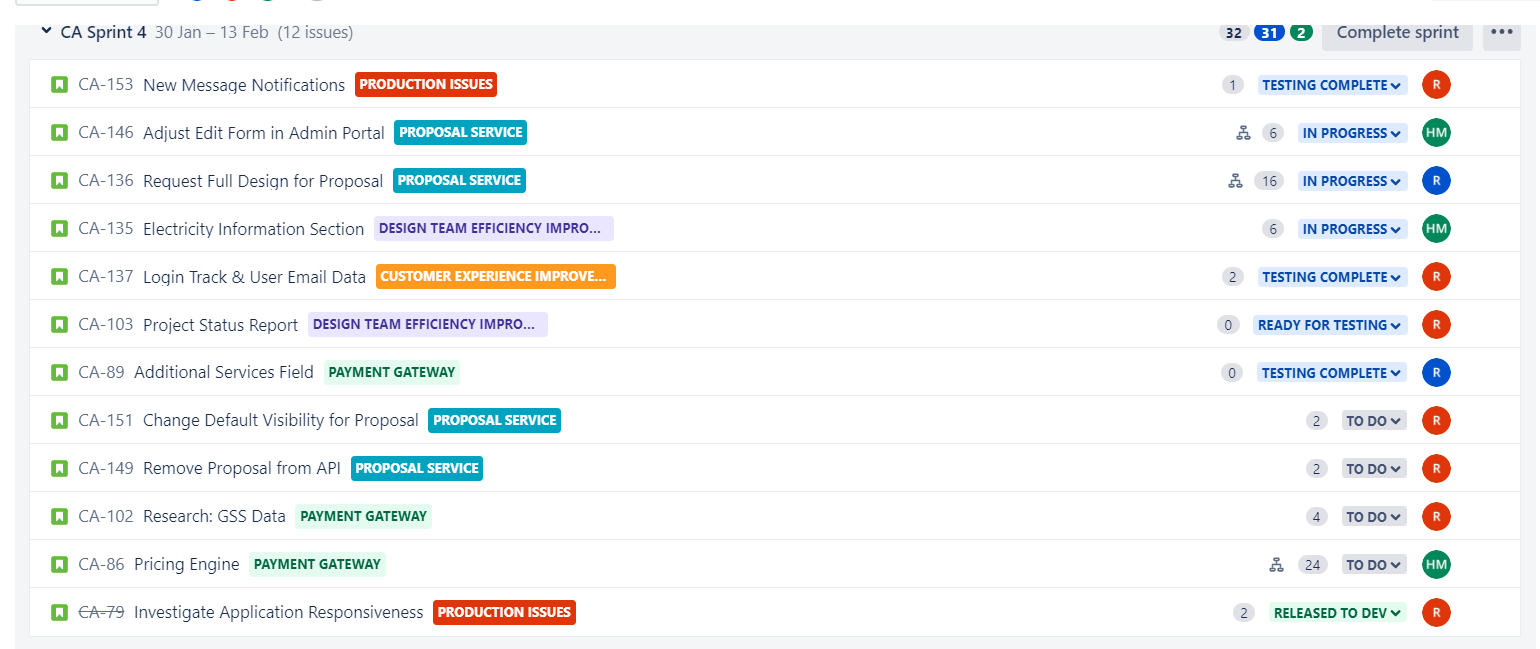 CA Sprint 4 30 Jan – 13 Feb (12 issues) 32 31 2 Complete sprint •••
CA-153 New Message Notifications PRODUCTION ISSUES 1 TESTING COMPLETE R
CA-146 Adjust Edit Form in Admin Portal PROPOSAL SERVICE 6 IN PROGRESS HM
CA-136 Request Full Design for Proposal PROPOSAL SERVICE 16 IN PROGRESS R
CA-135 Electricity Information Section DESIGN TEAM EFFICIENCY IMPRO... 6 IN PROGRESS HM
CA-137 Login Track & User Email Data CUSTOMER EXPERIENCE IMPROVE... 2 TESTING COMPLETE R
CA-103 Project Status Report DESIGN TEAM EFFICIENCY IMPRO... 0 READY FOR TESTING R
CA-89 Additional Services Field PAYMENT GATEWAY 0 TESTING COMPLETE R
CA-151 Change Default Visibility for Proposal PROPOSAL SERVICE 2 TO DO R
CA-149 Remove Proposal from API PROPOSAL SERVICE 2 TO DO R
CA-102 Research: GSS Data PAYMENT GATEWAY 4 TO DO R
CA-86 Pricing Engine PAYMENT GATEWAY 24 TO DO HM
CA-79 Investigate Application Responsiveness PRODUCTION ISSUES 2 RELEASED TO DEV R